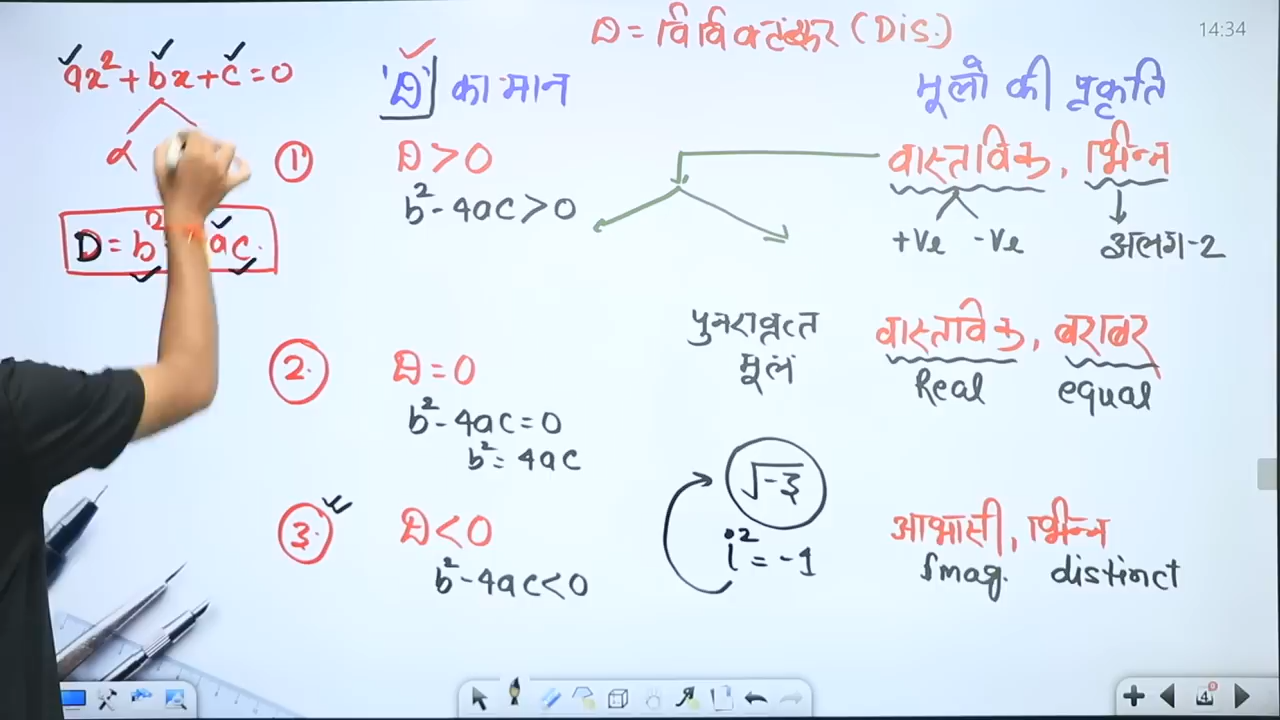 D = विविक्तकर (Dis.)
14:34
ax² + bx + c = 0
'D' का मान
मूलों की प्रकृति
α
D = b² ac.
① D > 0
b² - 4ac > 0
वास्तविक, भिन्न
+ve -ve
अलग-2
② D = 0
b² - 4ac = 0
b² = 4ac
पुनरावृत्त
मूल
वास्तविक, बराबर
Real equal
③ D < 0
b² - 4ac < 0
√-3
i² = -1
आभासी, भिन्न
Imag. distinct
4